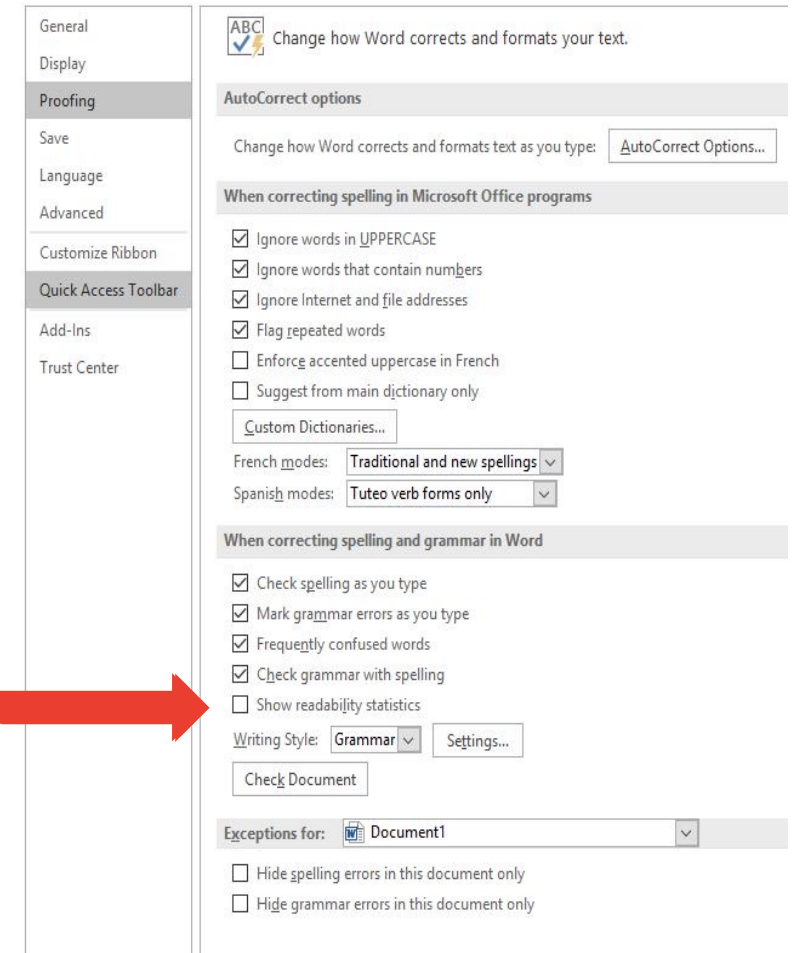 General
Display
Proofing
Save
Language
Advanced
Customize Ribbon
Quick Access Toolbar
Add-Ins
Trust Center
ABC
Change how Word corrects and formats your text.
AutoCorrect options
Change how Word corrects and formats text as you type: AutoCorrect Options...
When correcting spelling in Microsoft Office programs
Ignore words in UPPERCASE
Ignore words that contain numbers
Ignore Internet and file addresses
Flag repeated words
Enforce accented uppercase in French
Suggest from main dictionary only
Custom Dictionaries...
French modes: Traditional and new spellings
Spanish modes: Tuteo verb forms only
When correcting spelling and grammar in Word
Check spelling as you type
Mark grammar errors as you type
Frequently confused words
Check grammar with spelling
Show readability statistics
Writing Style: Grammar Settings...
Check Document
Exceptions for: Document1
Hide spelling errors in this document only
Hide grammar errors in this document only